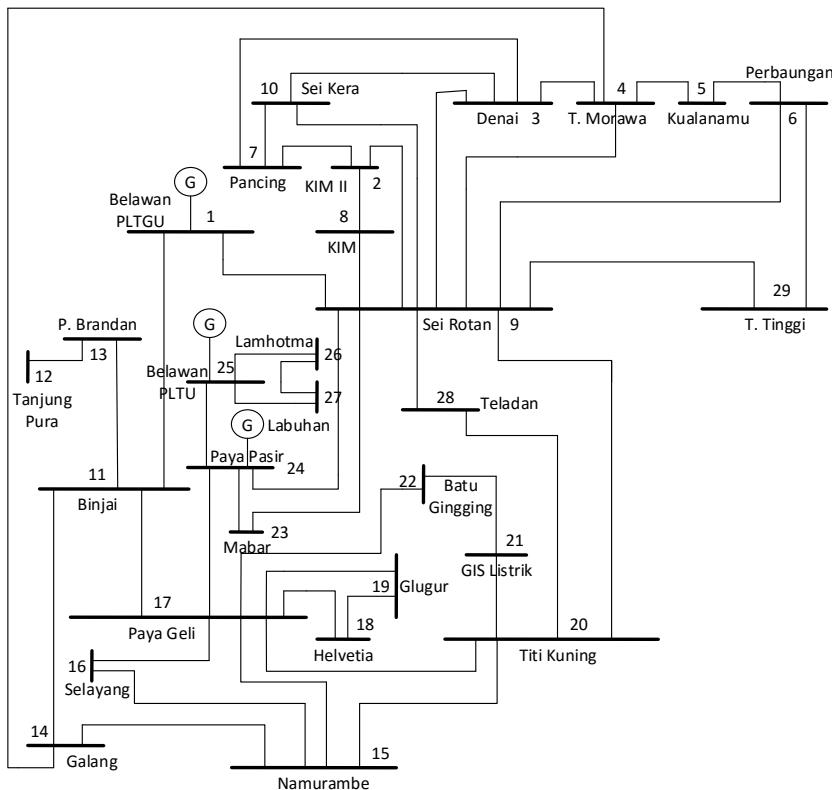 Perbaungan
10
Sei Kera
4
5
Denai
3
T. Morawa
Kualanamu
6
7
Pancing
KIM II
2
G
Belawan
PLTGU
1
8
KIM
29
Sei Rotan
9
T. Tinggi
P. Brandan
13
G
Lamhotma
26
12
Tanjung
Pura
Belawan
PLTU
25
27
G
Labuhan
28
Teladan
Paya Pasir
24
11
Binjai
22
Batu
Gingging
23
Mabar
21
GIS Listrik
19
Glugur
17
Paya Geli
18
Helvetia
20
Titi Kuning
16
Selayang
14
Galang
15
Namurambe